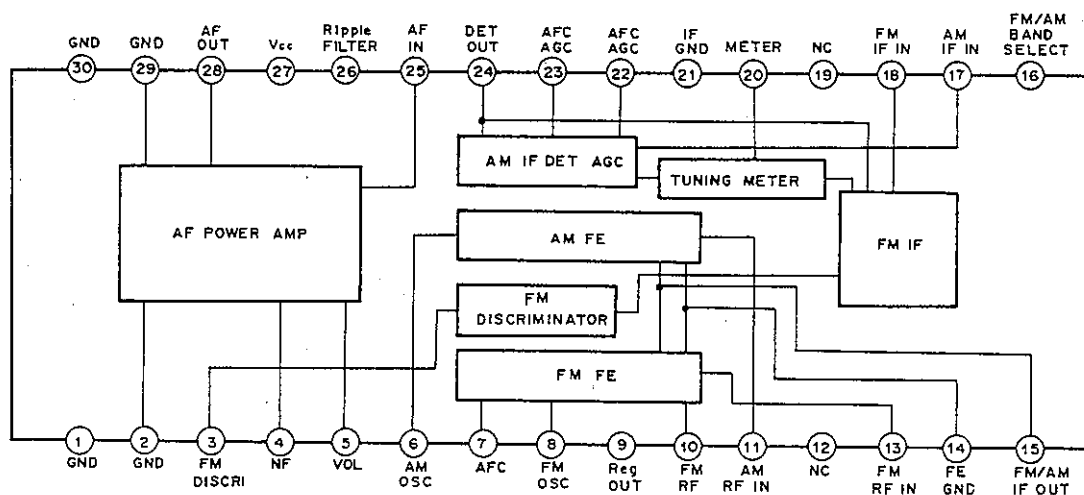 GND
GND
AF
OUT
Vcc
Ripple
FILTER
AF
IN
DET
OUT
AFC
AGC
AFC
AGC
IF
GND
METER
NC
FM
IF IN
AM
IF IN
FM/AM
BAND
SELECT
30
29
28
27
26
25
24
23
22
21
20
19
18
17
16
AM IF DET AGC
TUNING METER
AF POWER AMP
AM FE
FM IF
FM
DISCRIMINATOR
FM FE
1
2
3
4
5
6
7
8
9
10
11
12
13
14
15
GND
GND
FM
DISCRI
NF
VOL
AM
OSC
AFC
FM
OSC
Reg
OUT
FM
RF
AM
RF IN
NC
FM
RF IN
FE
GND
FM/AM
IF OUT